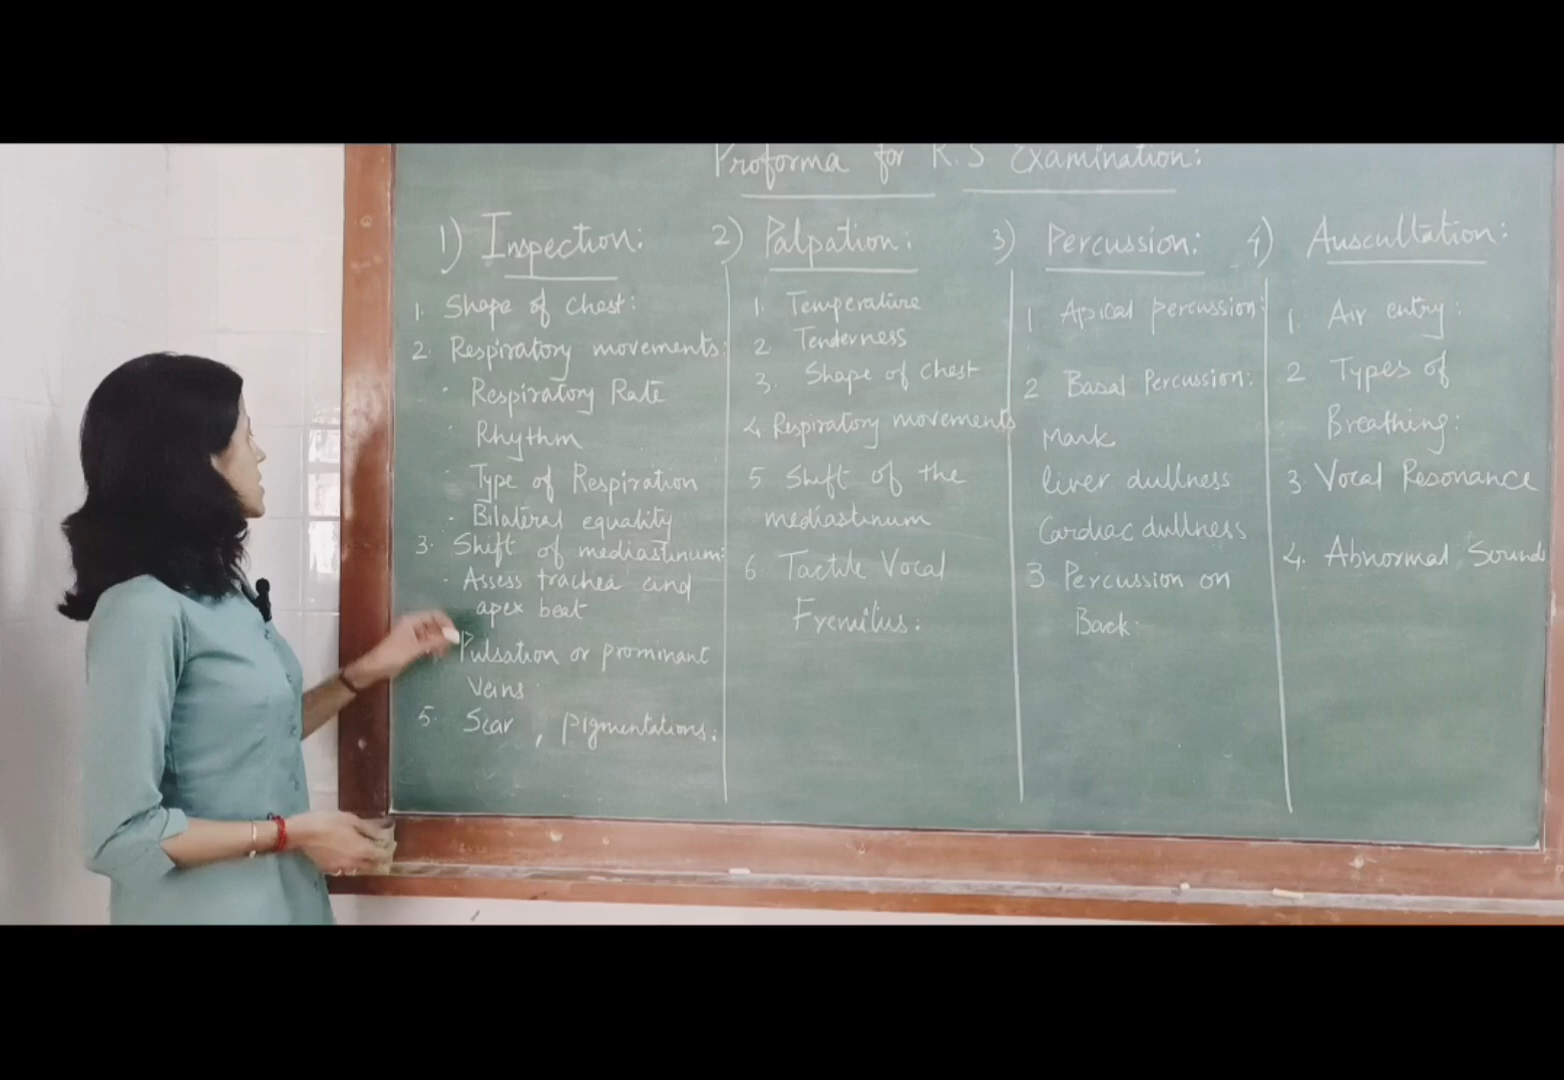 Proforma for R.S Examination:
1) Inspection:
1. Shape of Chest:
2. Respiratory movements:
· Respiratory Rate
· Rhythm
· Type of Respiration
· Bilateral equality
3. Shift of mediastinum:
· Assess trachea and
apex beat
Pulsation or prominant
Veins
5. Scar, pigmentations.
2) Palpation:
1. Temperature
2 Tenderness
3. Shape of Chest
4 Respiratory movements
5 Shift of the
mediastinum
6 Tactile Vocal
Fremitus:
3) Percussion:
1 Apical percussion:
2 Basal Percussion:
Mark
liver dullness
Cardiac dullness
3 Percussion on
Back:
4) Auscultation:
1. Air entry:
2 Types of
Breathing:
3 Vocal Resonance
4. Abnormal Sound